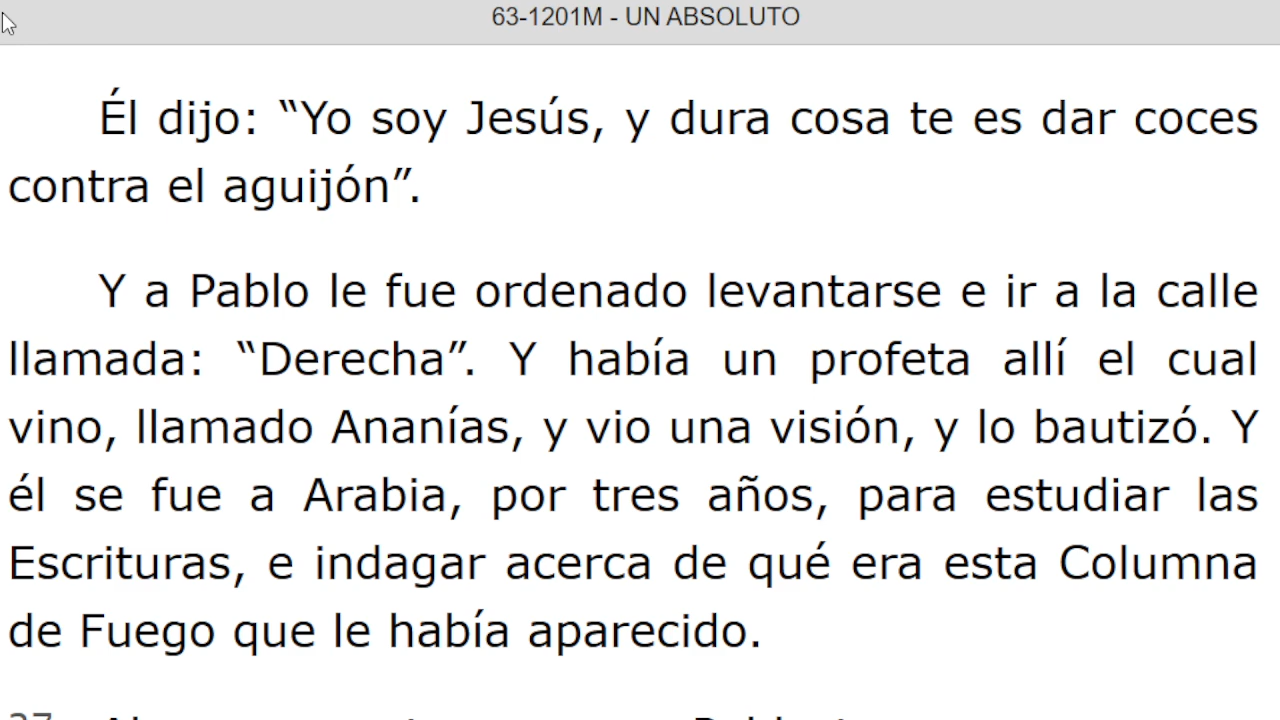 63-1201M - UN ABSOLUTO
Él dijo: “Yo soy Jesús, y dura cosa te es dar coces
contra el aguijón”.
Y a Pablo le fue ordenado levantarse e ir a la calle
llamada: “Derecha”. Y había un profeta allí el cual
vino, llamado Ananías, y vio una visión, y lo bautizó. Y
él se fue a Arabia, por tres años, para estudiar las
Escrituras, e indagar acerca de qué era esta Columna
de Fuego que le había aparecido.